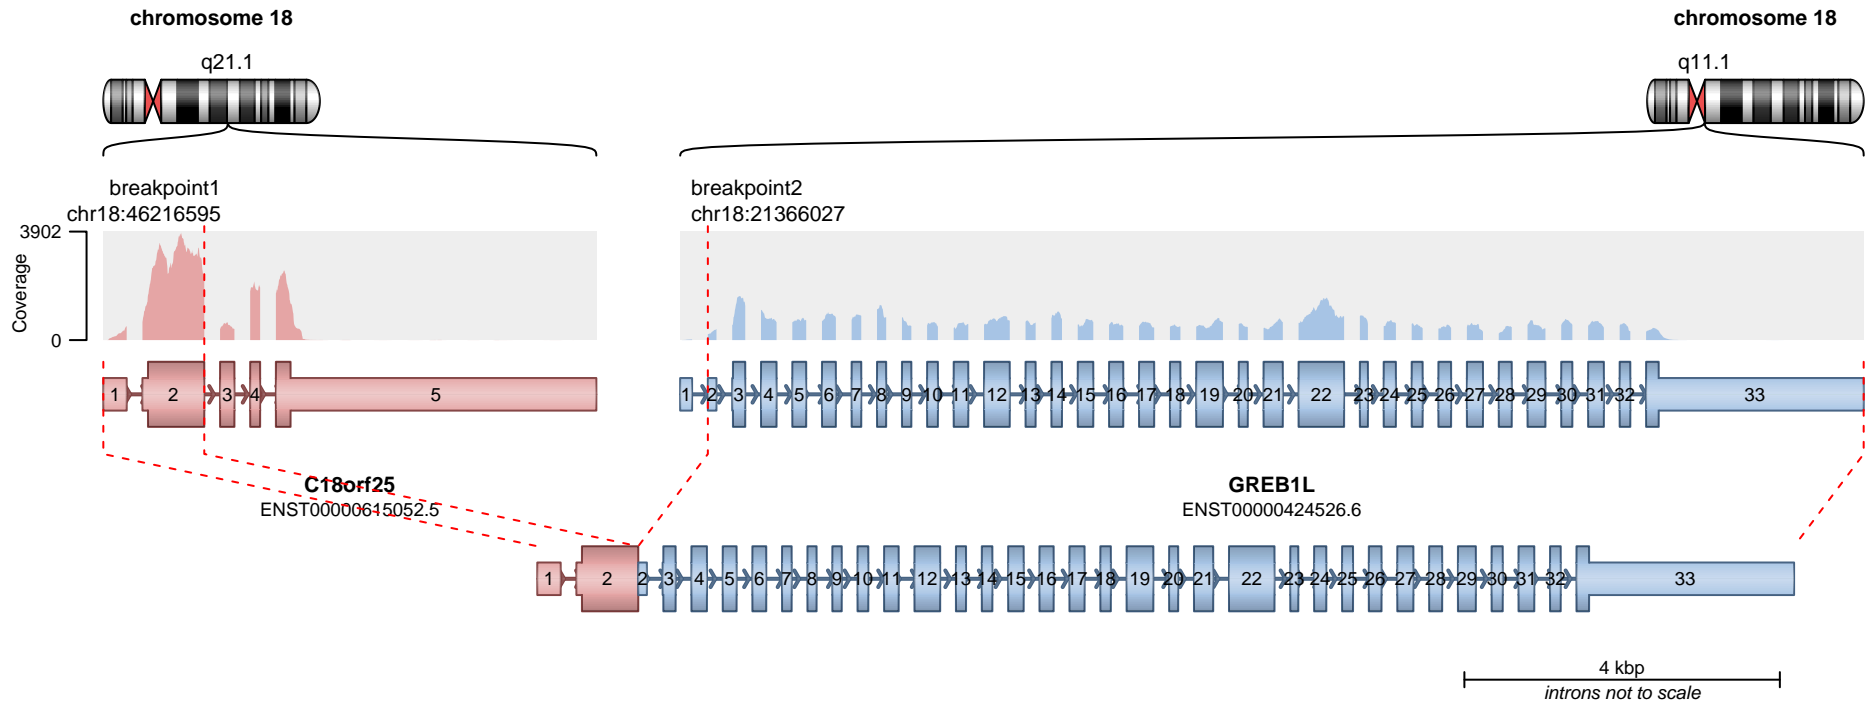 chromosome 18
chromosome 18
q21.1
q11.1
breakpoint1
chr18:46216595
breakpoint2
chr18:21366027
3902
Coverage
0
1 2 3 4 5
1 2 3 4 5 6 7 8 9 10 11 12 13 14 15 16 17 18 19 20 21 22 23 24 25 26 27 28 29 30 31 32 33
C18orf25
ENST00000615052.5
GREB1L
ENST00000424526.6
1 2 2 3 4 5 6 7 8 9 10 11 12 13 14 15 16 17 18 19 20 21 22 23 24 25 26 27 28 29 30 31 32 33
4 kbp
introns not to scale